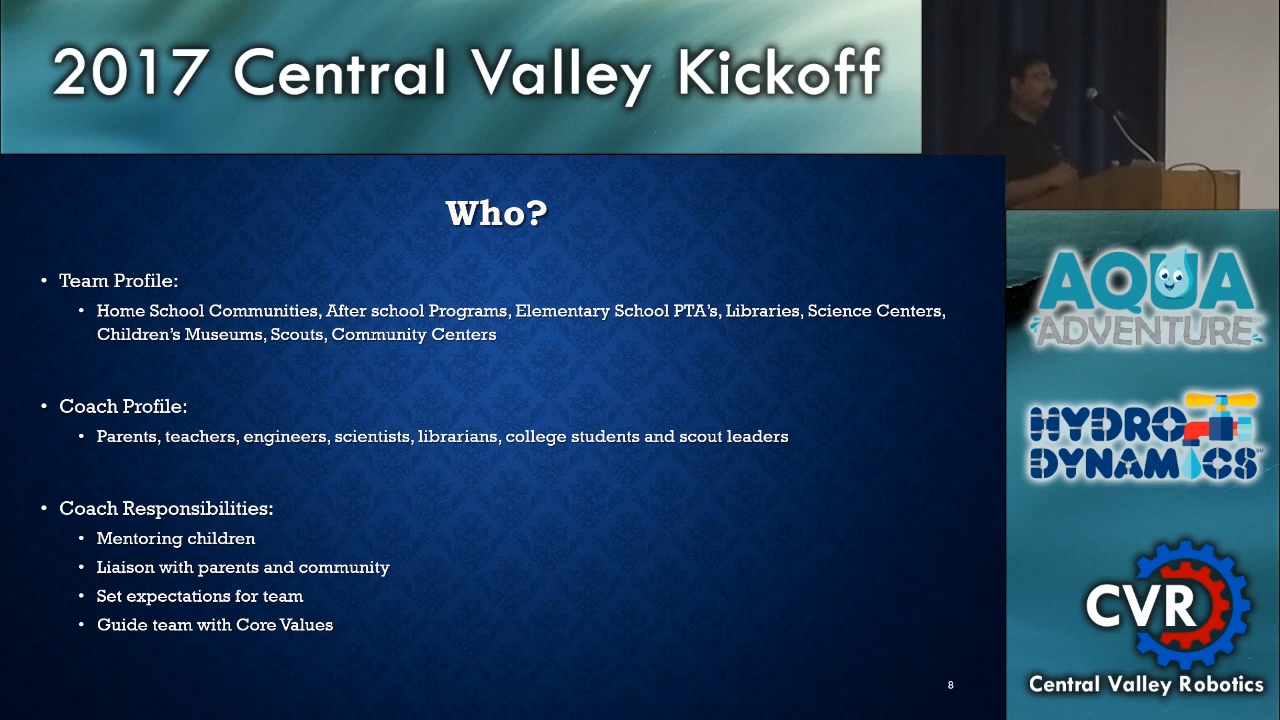 2017 Central Valley Kickoff
Who?
• Team Profile:
• Home School Communities, After school Programs, Elementary School PTA's, Libraries, Science Centers,
Children's Museums, Scouts, Community Centers
• Coach Profile:
• Parents, teachers, engineers, scientists, librarians, college students and scout leaders
• Coach Responsibilities:
• Mentoring children
• Liaison with parents and community
• Set expectations for team
• Guide team with Core Values
8
AQUA
ADVENTURE
HYDRO
DYNAMICS
CVR
Central Valley Robotics